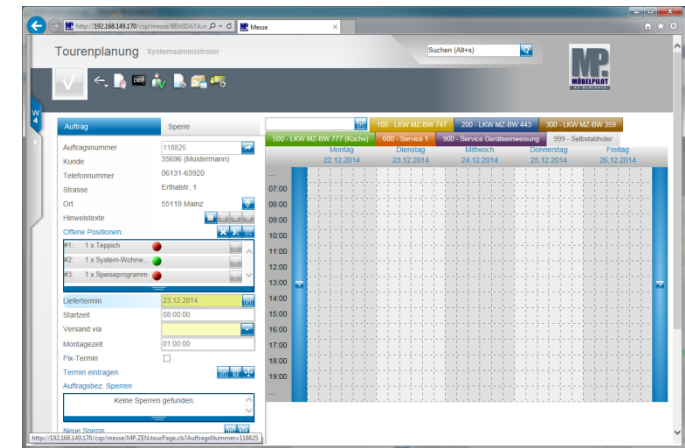 http://192.168.149.170/csp/messe/BEWIDATA.n
Messe
Tourenplanung Systemadministrator
Suchen (Alt+s)
MP.
MÖBELPILOT
DEF
W
4
Auftrag Sperre
100 - LKW MZ-BW 747 200 - LKW MZ-BW 443 300 - LKW MZ-BW 359
500 - LKW MZ-BW 777 (Küche) 600 - Service 1 900 - Service Geräteeinweisung 999 - Selbstabholer
Montag Dienstag Mittwoch Donnerstag Freitag
22.12.2014 23.12.2014 24.12.2014 25.12.2014 26.12.2014
Auftragsnummer 118825
Kunde 35696 (Mustermann)
Telefonnummer 06131-63920
Strasse Erthalstr. 1
Ort 55118 Mainz
Hinweistexte
Offene Positionen:
#1: 1 x Teppich
#2: 1 x System-Wohnw...
#3: 1 x Speiseprogramm
Liefertermin 23.12.2014
Startzeit 08:00:00
Versand via
Montagezeit 01:00:00
Fix-Termin
Termin eintragen
Auftragsbez. Sperren
Keine Sperren gefunden.
Neue Sperre
...
07:00
08:00
09:00
10:00
11:00
12:00
13:00
14:00
15:00
16:00
17:00
18:00
19:00
...
http://192.168.149.170/csp/messe/MP.ZEN.tourPage.cls?AuftragsNummer=118825